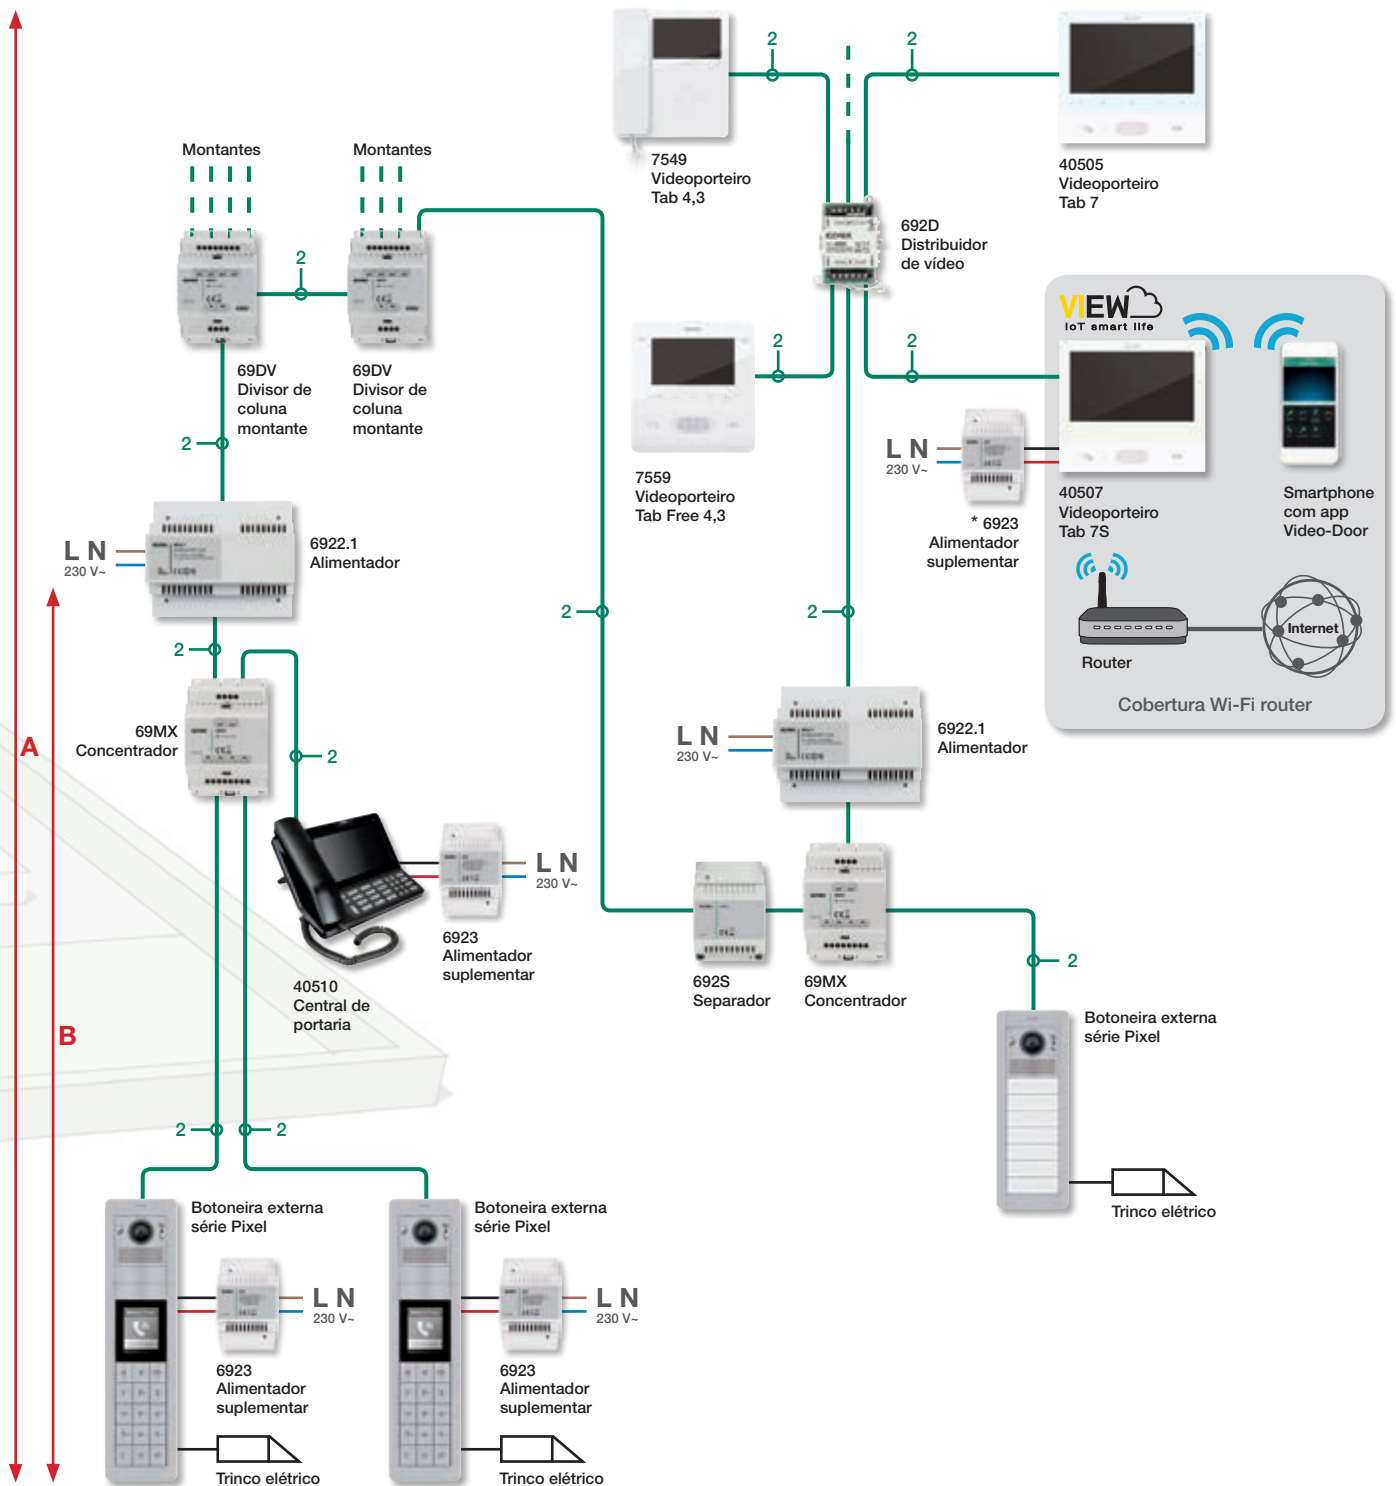 2
2
7549
Videoporteiro
Tab 4,3
40505
Videoporteiro
Tab 7
Montantes
Montantes
692D
Distribuidor
de vídeo
2
69DV
Divisor de
coluna
montante
69DV
Divisor de
coluna
montante
VIEW
IoT smart life
2
2
7559
Videoporteiro
Tab Free 4,3
2
L N
230 V~
* 6923
Alimentador
suplementar
40507
Videoporteiro
Tab 7S
Smartphone
com app
Video-Door
L N
230 V~
6922.1
Alimentador
2
2
2
Internet
Router
Cobertura Wi-Fi router
A
69MX
Concentrador
2
L N
230 V~
6922.1
Alimentador
L N
230 V~
6923
Alimentador
suplementar
40510
Central de
portaria
692S
Separador
69MX
Concentrador
2
B
Botoneira externa
série Pixel
2
2
Trinco elétrico
Botoneira externa
série Pixel
Botoneira externa
série Pixel
L N
230 V~
L N
230 V~
6923
Alimentador
suplementar
6923
Alimentador
suplementar
Trinco elétrico
Trinco elétrico